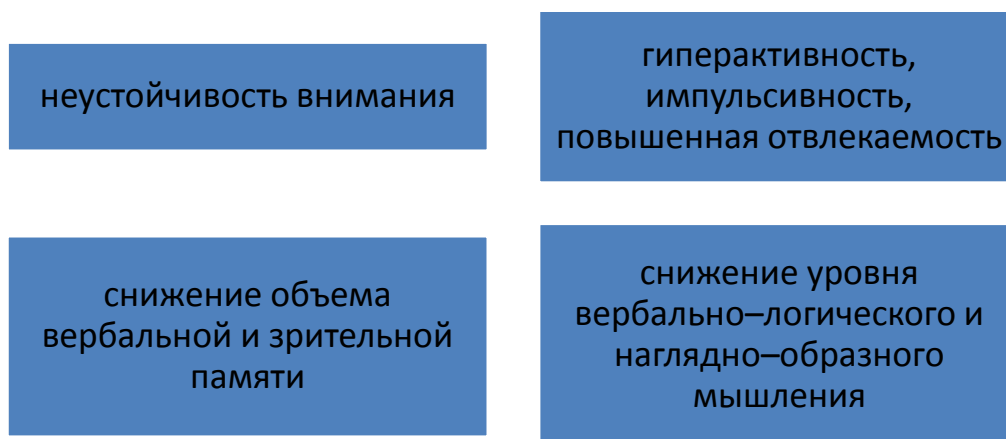 неустойчивость внимания
гиперактивность,
импульсивность,
повышенная отвлекаемость
снижение объема
вербальной и зрительной
памяти
снижение уровня
вербально–логического и
наглядно–образного
мышления